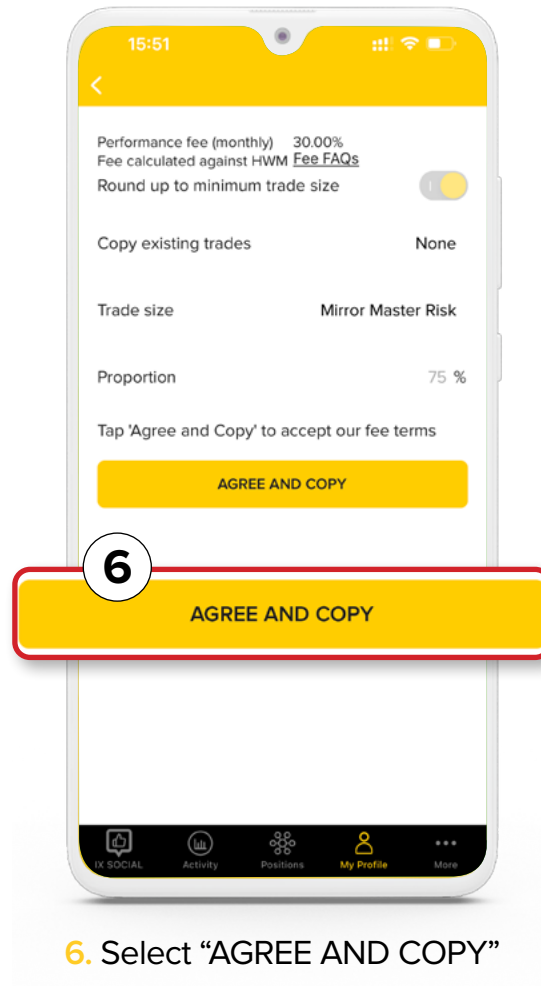 15:51
Performance fee (monthly) 30.00%
Fee calculated against HWM Fee FAQs
Round up to minimum trade size
Copy existing trades None
Trade size Mirror Master Risk
Proportion 75 %
Tap 'Agree and Copy' to accept our fee terms
AGREE AND COPY
6
AGREE AND COPY
IX SOCIAL Activity Positions My Profile More
6. Select “AGREE AND COPY”